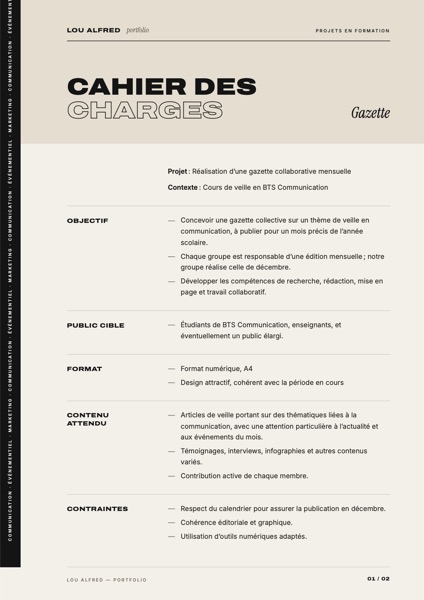 LOU ALFRED portfolio
PROJETS EN FORMATION
CAHIER DES
CHARGES
Gazette
Projet : Réalisation d’une gazette collaborative mensuelle
Contexte : Cours de veille en BTS Communication
OBJECTIF
— Concevoir une gazette collective sur un thème de veille en
communication, à publier pour un mois précis de l’année
scolaire.
— Chaque groupe est responsable d’une édition mensuelle ; notre
groupe réalise celle de décembre.
— Développer les compétences de recherche, rédaction, mise en
page et travail collaboratif.
PUBLIC CIBLE
— Étudiants de BTS Communication, enseignants, et
éventuellement un public élargi.
FORMAT
— Format numérique, A4
— Design attractif, cohérent avec la période en cours
CONTENU
ATTENDU
— Articles de veille portant sur des thématiques liées à la
communication, avec une attention particulière à l’actualité et
aux événements du mois.
— Témoignages, interviews, infographies et autres contenus
variés.
— Contribution active de chaque membre.
CONTRAINTES
— Respect du calendrier pour assurer la publication en décembre.
— Cohérence éditoriale et graphique.
— Utilisation d’outils numériques adaptés.
LOU ALFRED — PORTFOLIO
01 / 02
COMMUNICATION · ÉVÉNEMENTIEL · MARKETING · COMMUNICATION · ÉVÉNEMENTIEL · MARKETING · COMMUNICATION · ÉVÉNEMENTIEL · MARKETING · COMMUNICATION · ÉVÉNEMENTIEL · MARKETING · COMMUNICATION · ÉVÉNEMENT